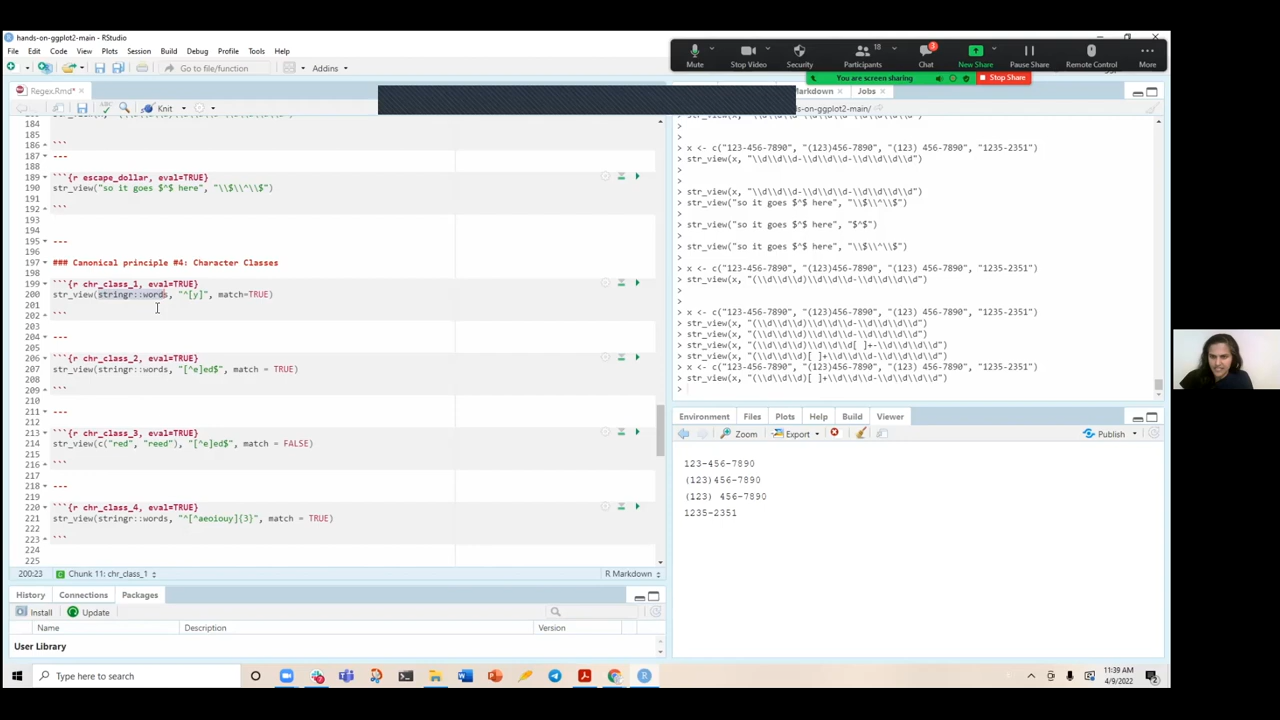 hands-on-ggplot2-main - RStudio
File Edit Code View Plots Session Build Debug Profile Tools Help
Go to file/function
Addins
Mute Stop Video Security Participants 18 Chat 3 New Share Pause Share Remote Control More
You are screen sharing Stop Share
Regex.Rmd*
Knit
Markdown Jobs
hands-on-ggplot2-main/
184
185
186 ```
187 ---
188
189 ```{r escape_dollar, eval=TRUE}
190 str_view("so it goes $^$ here", "\\$\\^\\$")
191
192 ```
193
194
195 ---
196
197 ### Canonical principle #4: Character Classes
198
199 ```{r chr_class_1, eval=TRUE}
200 str_view(stringr::words, "^[y]", match=TRUE)
201
202 ```
203
204 ---
205
206 ```{r chr_class_2, eval=TRUE}
207 str_view(stringr::words, "[^e]ed$", match = TRUE)
208
209 ```
210
211 ---
212
213 ```{r chr_class_3, eval=TRUE}
214 str_view(c("red", "reed"), "[^e]ed$", match = FALSE)
215
216 ```
217
218 ---
219
220 ```{r chr_class_4, eval=TRUE}
221 str_view(stringr::words, "^[^aeoiouy]{3}", match = TRUE)
222
223 ```
224
225
200:23 Chunk 11: chr_class_1 R Markdown
>
>
> x <- c("123-456-7890", "(123)456-7890", "(123) 456-7890", "1235-2351")
> str_view(x, "\\d\\d\\d-\\d\\d\\d-\\d\\d\\d\\d")
>
>
> str_view(x, "\\d\\d\\d-\\d\\d\\d-\\d\\d\\d\\d")
> str_view("so it goes $^$ here", "\\$\\^\\$")
>
> str_view("so it goes $^$ here", "$^$")
>
> str_view("so it goes $^$ here", "\\$\\^\\$")
>
> x <- c("123-456-7890", "(123)456-7890", "(123) 456-7890", "1235-2351")
> str_view(x, "(\\d\\d\\d)\\d\\d\\d-\\d\\d\\d\\d")
>
>
> x <- c("123-456-7890", "(123)456-7890", "(123) 456-7890", "1235-2351")
> str_view(x, "(\\d\\d\\d)\\d\\d\\d-\\d\\d\\d\\d")
> str_view(x, "(\\d\\d\\d)\\d\\d\\d-\\d\\d\\d\\d")
> str_view(x, "(\\d\\d\\d)\\d\\d\\d[ ]+-\\d\\d\\d\\d")
> str_view(x, "(\\d\\d\\d)[ ]+\\d\\d\\d-\\d\\d\\d\\d")
> x <- c("123-456-7890", "(123)456-7890", "(123) 456-7890", "1235-2351")
> str_view(x, "(\\d\\d\\d)[ ]+\\d\\d\\d-\\d\\d\\d\\d")
>
Environment Files Plots Help Build Viewer
Zoom Export Publish
123-456-7890
(123)456-7890
(123) 456-7890
1235-2351
History Connections Packages
Install Update
Name Description Version
User Library
Type here to search
11:39 AM
4/9/2022
2